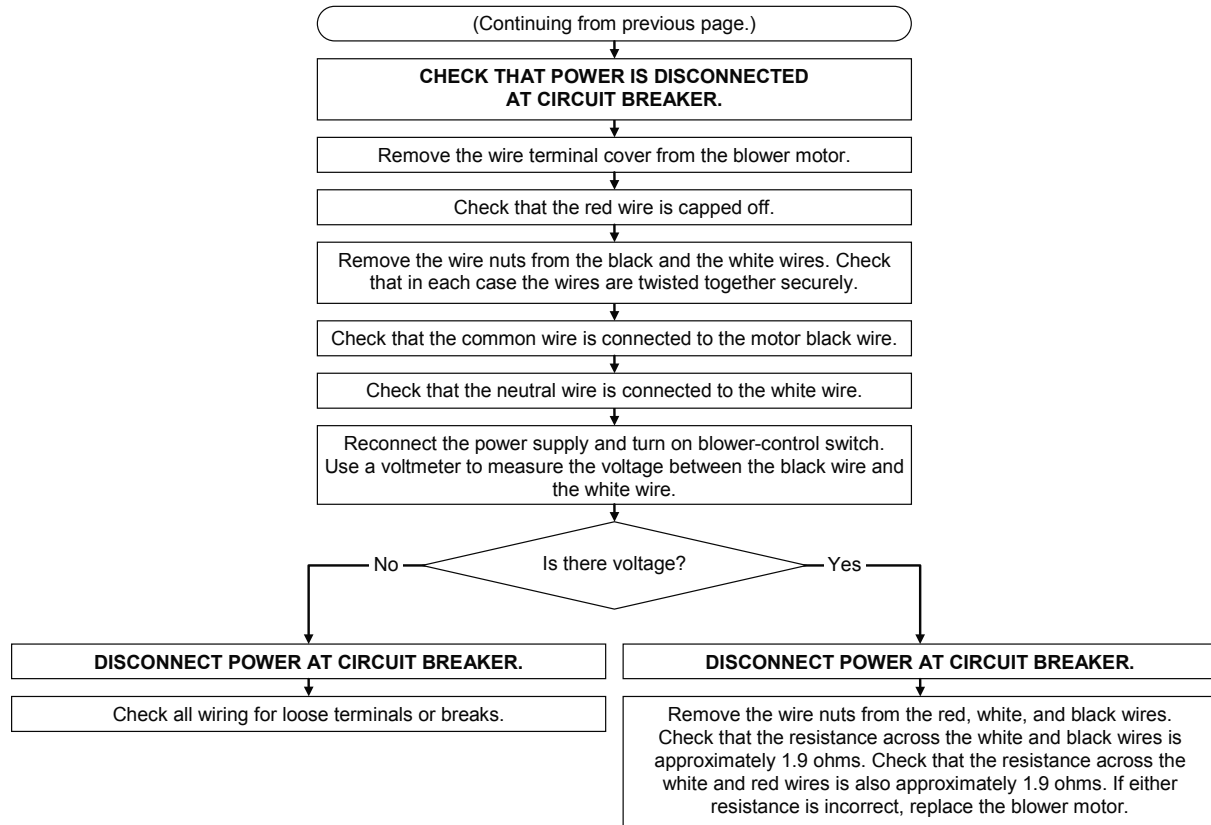 (Continuing from previous page.)
CHECK THAT POWER IS DISCONNECTED
AT CIRCUIT BREAKER.
Remove the wire terminal cover from the blower motor.
Check that the red wire is capped off.
Remove the wire nuts from the black and the white wires. Check
that in each case the wires are twisted together securely.
Check that the common wire is connected to the motor black wire.
Check that the neutral wire is connected to the white wire.
Reconnect the power supply and turn on blower-control switch.
Use a voltmeter to measure the voltage between the black wire and
the white wire.
Is there voltage?
No
Yes
DISCONNECT POWER AT CIRCUIT BREAKER.
Check all wiring for loose terminals or breaks.
DISCONNECT POWER AT CIRCUIT BREAKER.
Remove the wire nuts from the red, white, and black wires.
Check that the resistance across the white and black wires is
approximately 1.9 ohms. Check that the resistance across the
white and red wires is also approximately 1.9 ohms. If either
resistance is incorrect, replace the blower motor.